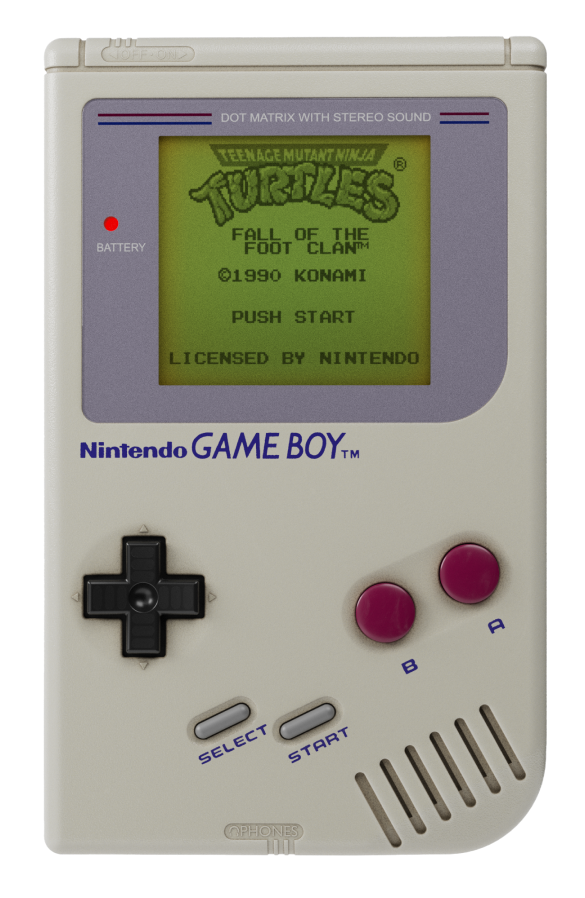 OFF•ON
DOT MATRIX WITH STEREO SOUND
BATTERY
TEENAGE MUTANT NINJA
TURTLES®
FALL OF THE
FOOT CLAN™
©1990 KONAMI
PUSH START
LICENSED BY NINTENDO
Nintendo GAME BOY™
B
A
SELECT
START
PHONES